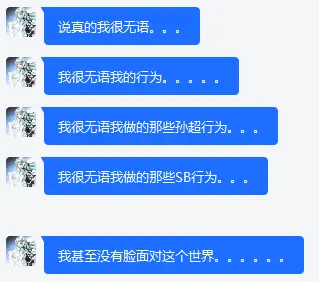 说真的我很无语。。。
我很无语我的行为。。。。。
我很无语我做的那些孙超行为。。。
我很无语我做的那些SB行为。。。
我甚至没有脸面对这个世界。。。。。。